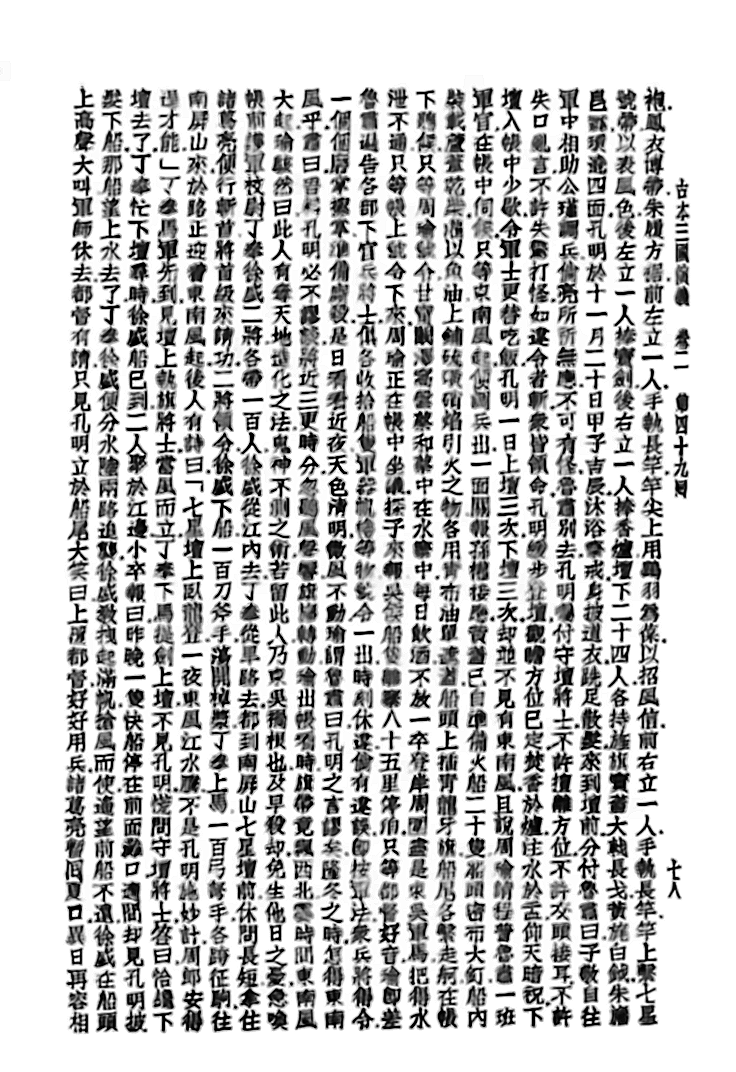 古本三國演義 卷二 第四十九回 七八
袍鳳衣博帶朱履方裾前左立一人手執長竿竿尖上用鷄羽爲葆以招風信前右立一人手執長竿竿上繫七星
號帶以表風色後左立一人捧寶劍後右立一人捧香爐壇下二十四人各持旌旗寶蓋大戟長戈黃旄白鉞朱旛
皂纛環遶四面孔明於十一月二十日甲子吉辰沐浴齋戒身披道衣跣足散髮來到壇前分付魯肅曰子敬自往
軍中相助公瑾調兵倘亮所祈無應不可有怪魯肅別去孔明囑付守壇將士不許擅離方位不許交頭接耳不許
失口亂言不許失驚打怪如違令者斬衆皆領命孔明緩步登壇觀瞻方位已定焚香於爐注水於盂仰天暗祝下
壇入帳中少歇令軍士更替吃飯孔明一日上壇三次下壇三次却並不見有東南風且說周瑜請程普魯肅一班
軍官在帳中伺候只等東南風起便調兵出一面關報孫權接應黃蓋已自準備火船二十隻船頭密布大釘船內
裝載蘆葦乾柴灌以魚油上鋪硫磺焰硝引火之物各用青布油單遮蓋船頭上插青龍牙旗船尾各繫走舸在帳
下聽候只等周瑜號令甘寧闞澤窩盤蔡和蔡中在水寨中每日飲酒不放一卒登岸周圍盡是東吳軍馬把得水
泄不通只等帳上號令下來周瑜正在帳中坐議探子來報吳侯船隻離寨八十五里停泊只等都督好音瑜即差
魯肅遍告各部下官兵將士俱各收拾船隻軍器帆櫓等物號令一出時刻休違倘有違誤即按軍法衆兵將得令
一個個磨拳擦掌準備廝殺是日看看近夜天色清明微風不動瑜謂魯肅曰孔明之言謬矣隆冬之時怎得東南
風乎肅曰吾料孔明必不謬談將近三更時分忽聽風聲響旗旛轉動瑜出帳看時旗帶竟飄西北霎時間東南風
大起瑜駭然曰此人有奪天地造化之法鬼神不測之術若留此人乃東吳禍根也及早殺却免生他日之憂急喚
帳前護軍校尉丁奉徐盛二將各帶一百人徐盛從江內去丁奉從旱路去都到南屏山七星壇前休問長短拿住
諸葛亮便行斬首將首級來請功二將領令徐盛下船一百刀斧手蕩開棹槳丁奉上馬一百弓弩手各跨征駒往
南屏山來於路正迎着東南風起後人有詩曰「七星壇上臥龍登一夜東風江水騰不是孔明施妙計周郎安得
逞才能」丁奉馬軍先到見壇上執旗將士當風而立丁奉下馬提劍上壇不見孔明慌問守壇將士答曰恰纔下
壇去了丁奉忙下壇尋時徐盛船已到二人聚於江邊小卒報曰昨晚一隻快船停在前面灘口適間却見孔明披
髮下船那船望上水去了丁奉徐盛便分水陸兩路追襲徐盛教拽起滿帆搶風而使遙望前船不遠徐盛在船頭
上高聲大叫軍師休去都督有請只見孔明立於船尾大笑曰上覆都督好好用兵諸葛亮暫回夏口異日再容相